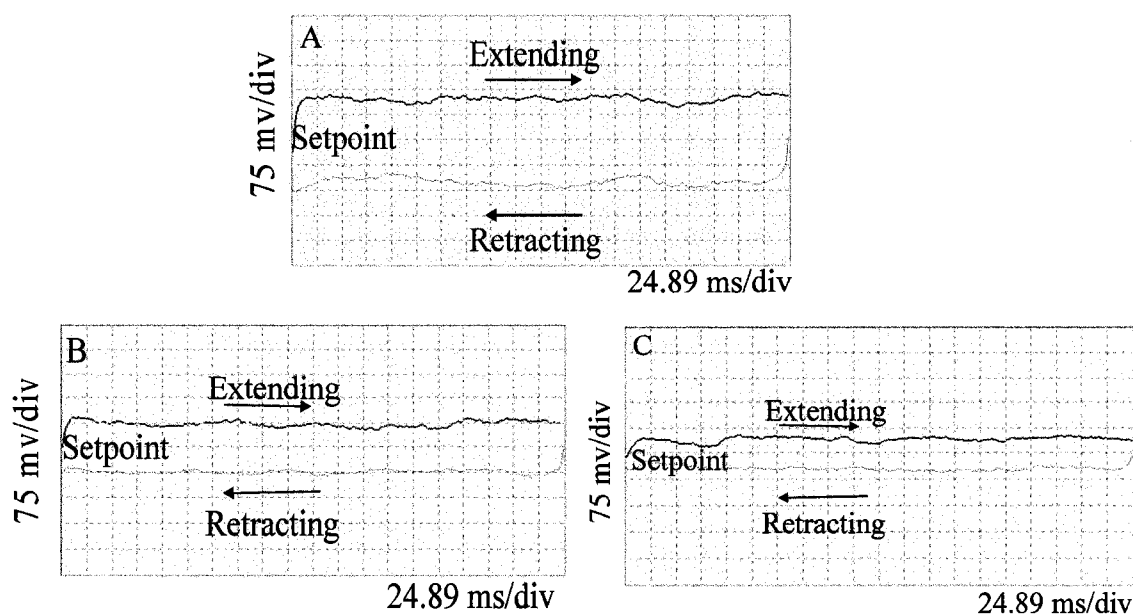 A
Extending
75 mv/div
Setpoint
Retracting
24.89 ms/div
B
Extending
75 mv/div
Setpoint
Retracting
24.89 ms/div
C
Extending
75 mv/div
Setpoint
Retracting
24.89 ms/div